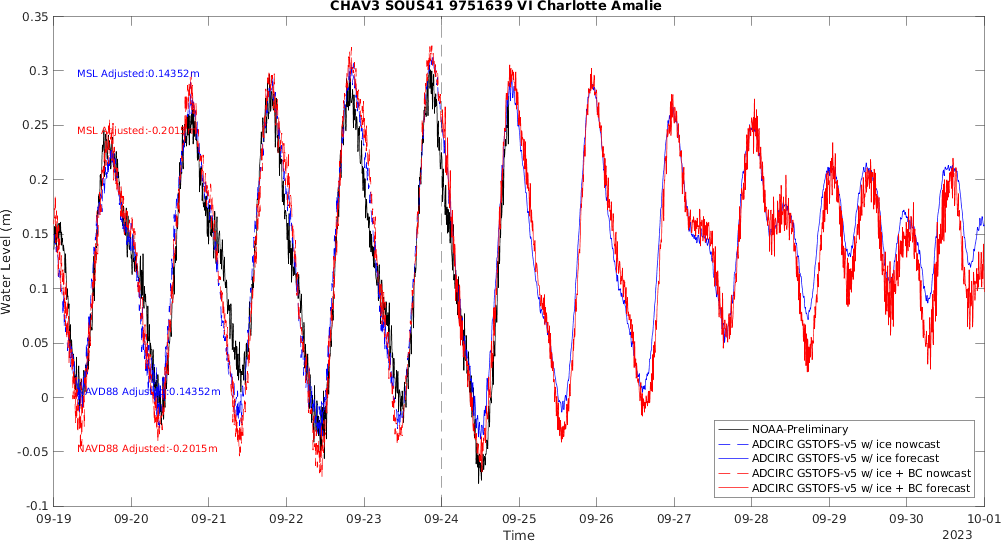 CHAV3 SOUS41 9751639 VI Charlotte Amalie
0.35
0.3
0.25
0.2
0.15
0.1
0.05
0
-0.05
-0.1
Water Level (m)
MSL Adjusted:0.14352m
MSL Adjusted:-0.2015m
NAVD88 Adjusted:0.14352m
NAVD88 Adjusted:-0.2015m
NOAA-Preliminary
ADCIRC GSTOFS-v5 w/ ice nowcast
ADCIRC GSTOFS-v5 w/ ice forecast
ADCIRC GSTOFS-v5 w/ ice + BC nowcast
ADCIRC GSTOFS-v5 w/ ice + BC forecast
09-19 09-20 09-21 09-22 09-23 09-24 09-25 09-26 09-27 09-28 09-29 09-30 10-01
Time
2023